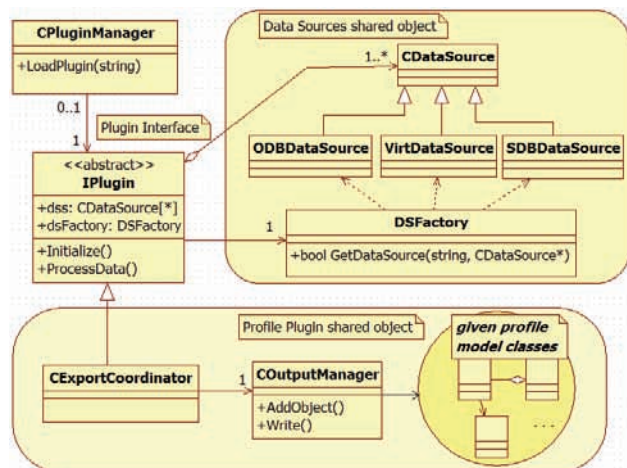 CPluginManager
+LoadPlugin(string)
0..1
1
Plugin Interface
<<abstract>>
IPlugin
+dss: CDataSource[*]
+dsFactory: DSFactory
+Initialize()
+ProcessData()
Data Sources shared object
1..*
CDataSource
ODBDataSource
VirtDataSource
SDBDataSource
1
DSFactory
+bool GetDataSource(string, CDataSource*)
Profile Plugin shared object
CExportCoordinator
1
COutputManager
+AddObject()
+Write()
given profile
model classes
...